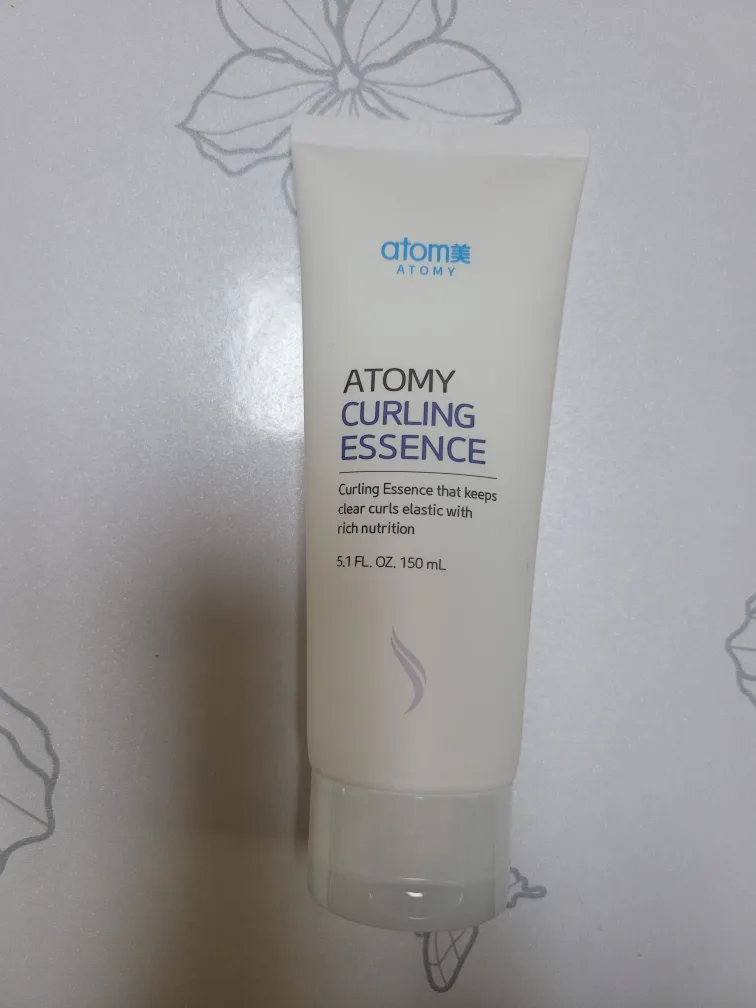 atom美
ATOMY
ATOMY
CURLING
ESSENCE
Curling Essence that keeps
clear curls elastic with
rich nutrition
5.1 FL. OZ. 150 mL